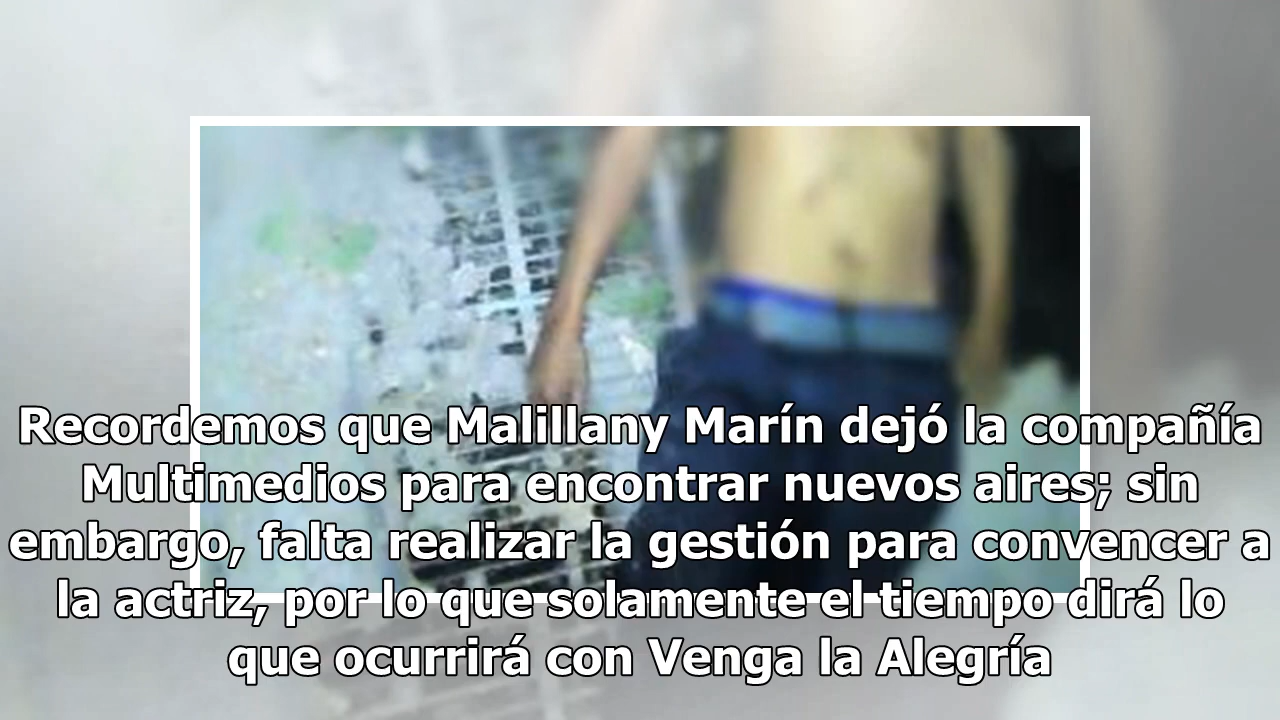 Recordemos que Malillany Marín dejó la compañía
Multimedios para encontrar nuevos aires; sin
embargo, falta realizar la gestión para convencer a
la actriz, por lo que solamente el tiempo dirá lo
que ocurrirá con Venga la Alegría